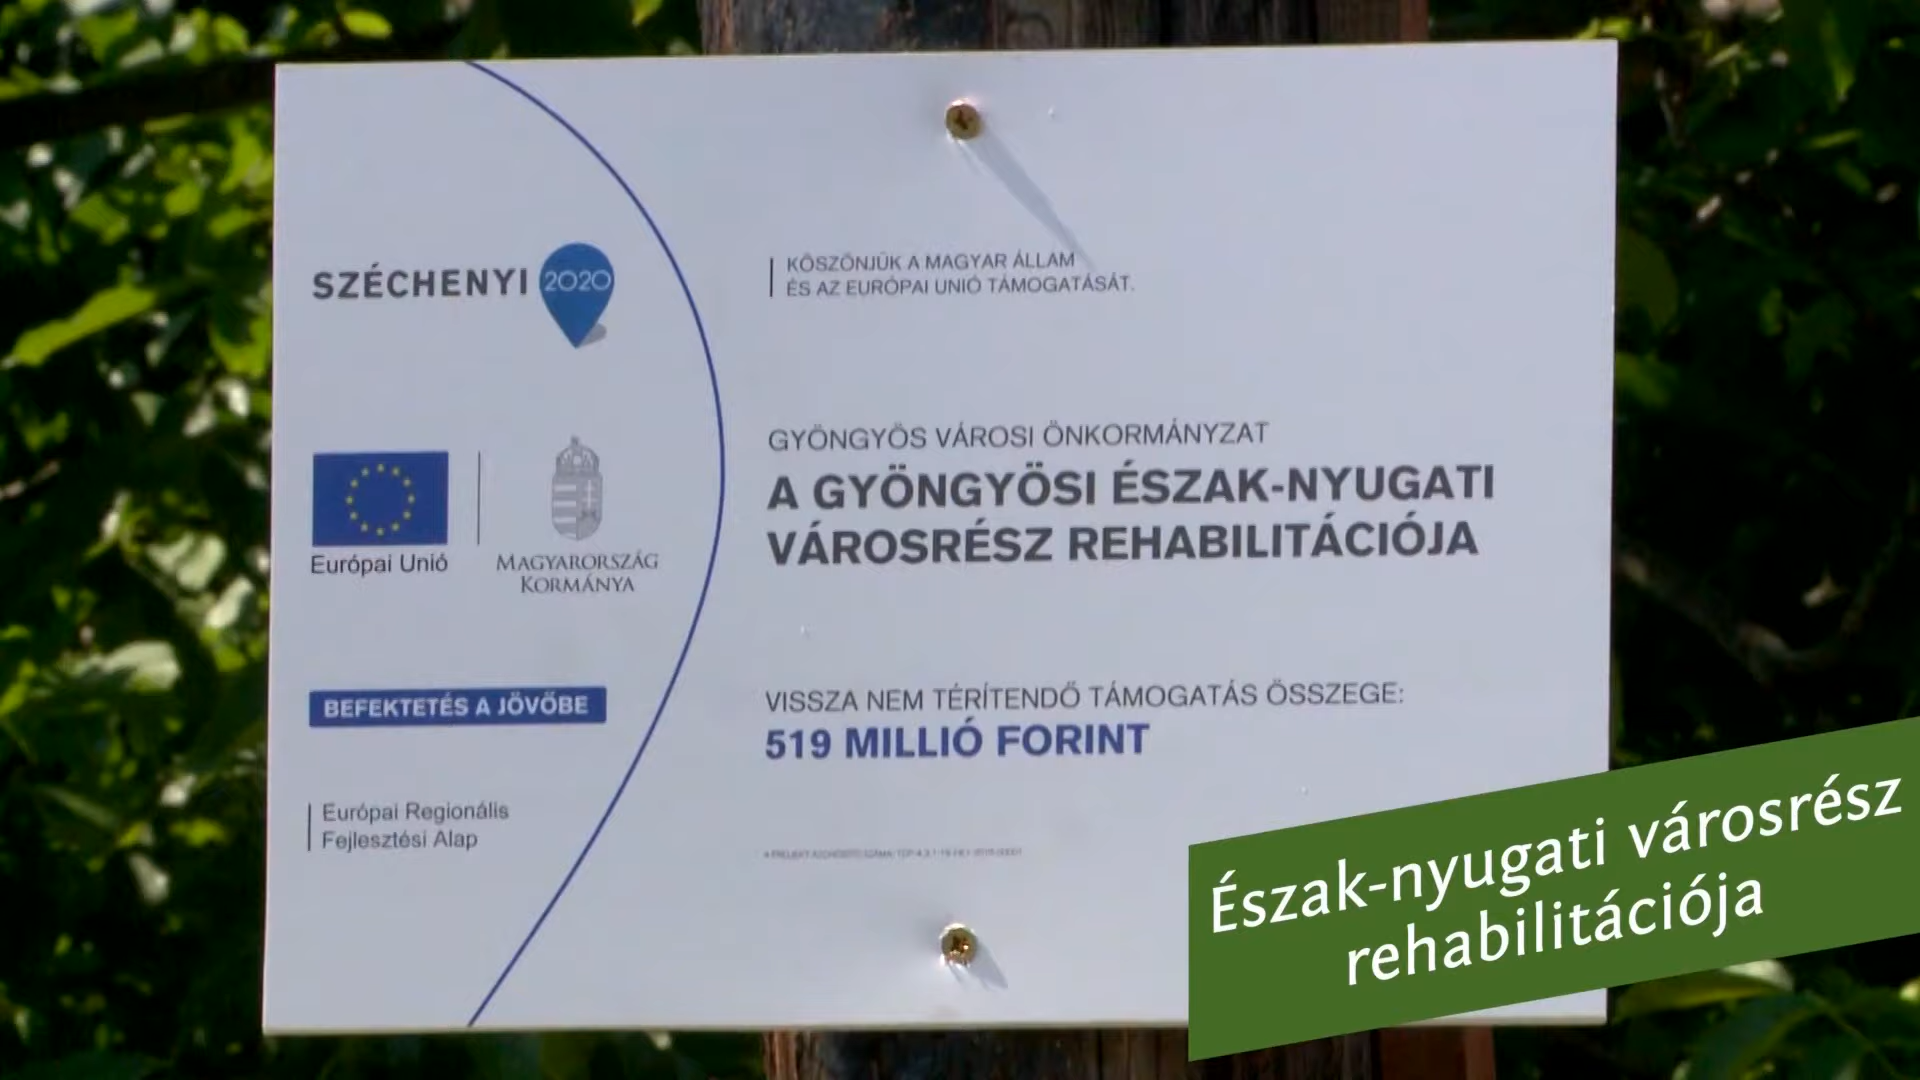 SZÉCHENYI 2020
KÖSZÖNJÜK A MAGYAR ÁLLAM
ÉS AZ EURÓPAI UNIÓ TÁMOGATÁSÁT.
Európai Unió
MAGYARORSZÁG
KORMÁNYA
GYÖNGYÖS VÁROSI ÖNKORMÁNYZAT
A GYÖNGYÖSI ÉSZAK-NYUGATI
VÁROSRÉSZ REHABILITÁCIÓJA
BEFEKTETÉS A JÖVŐBE
VISSZA NEM TÉRÍTENDŐ TÁMOGATÁS ÖSSZEGE:
519 MILLIÓ FORINT
Európai Regionális
Fejlesztési Alap
Észak-nyugati városrész
rehabilitációja